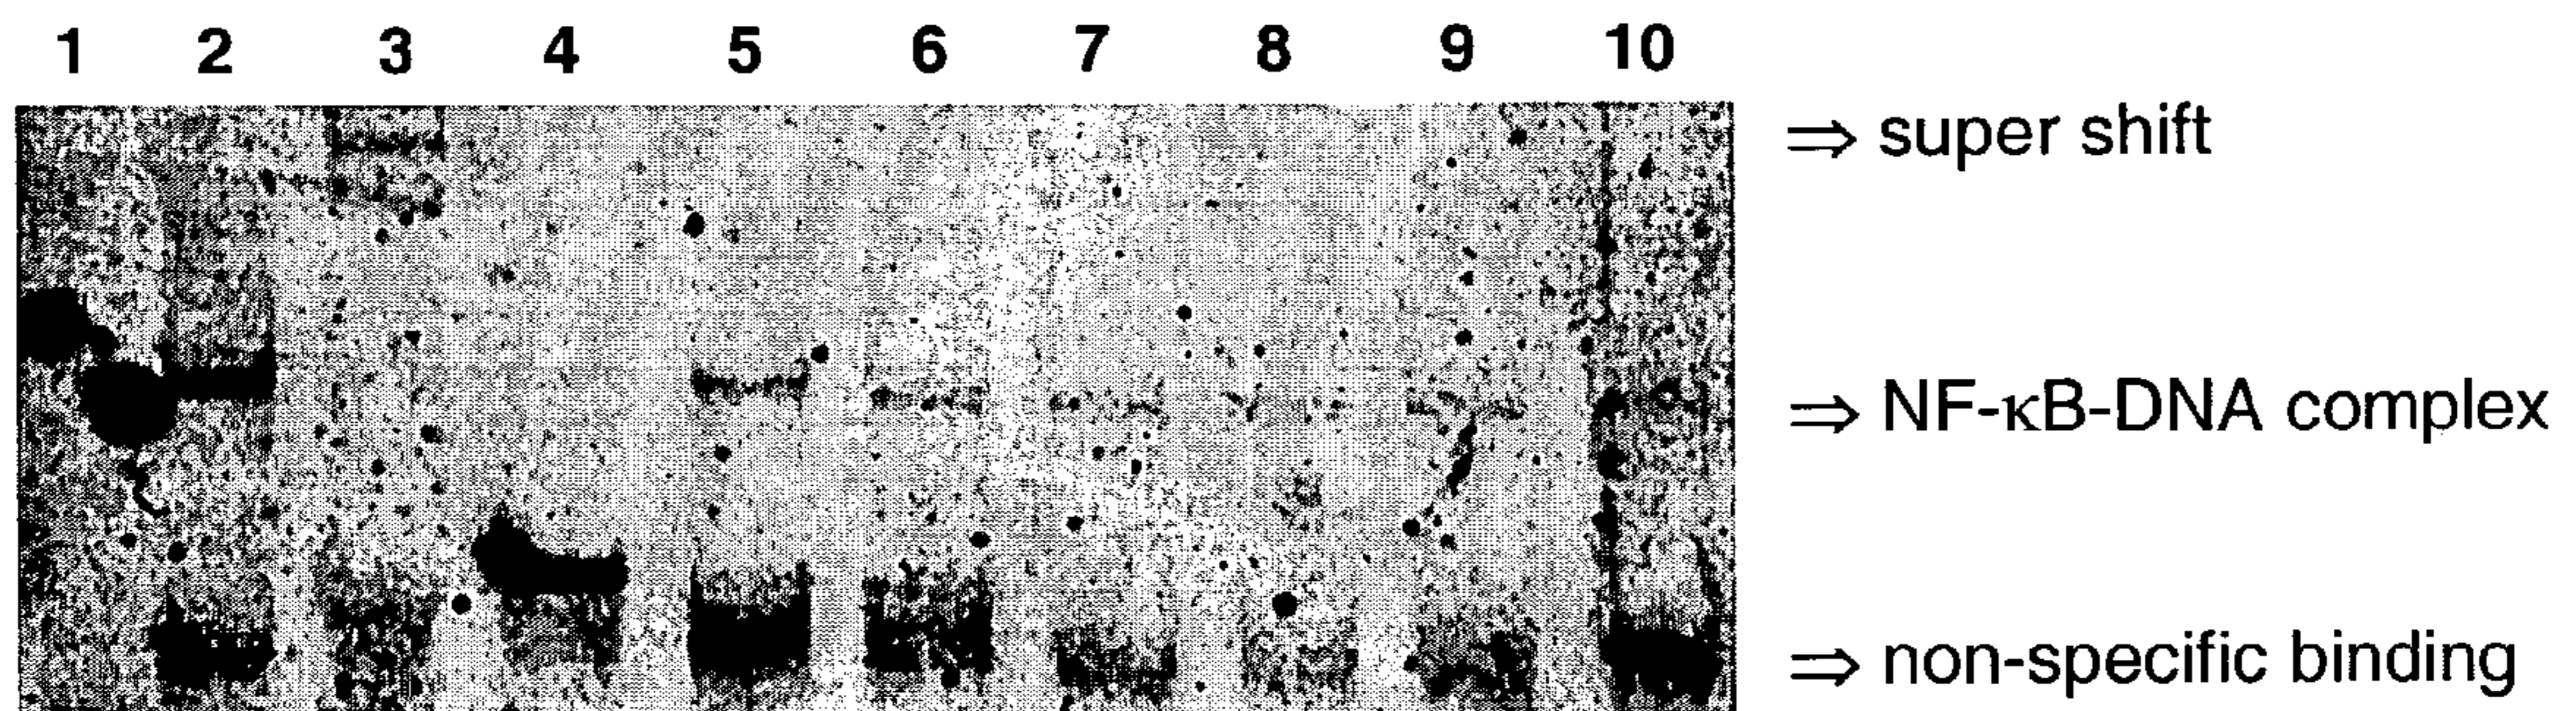 1 2 3 4 5 6 7 8 9 10
⇒ super shift
⇒ NF-κB-DNA complex
⇒ non-specific binding